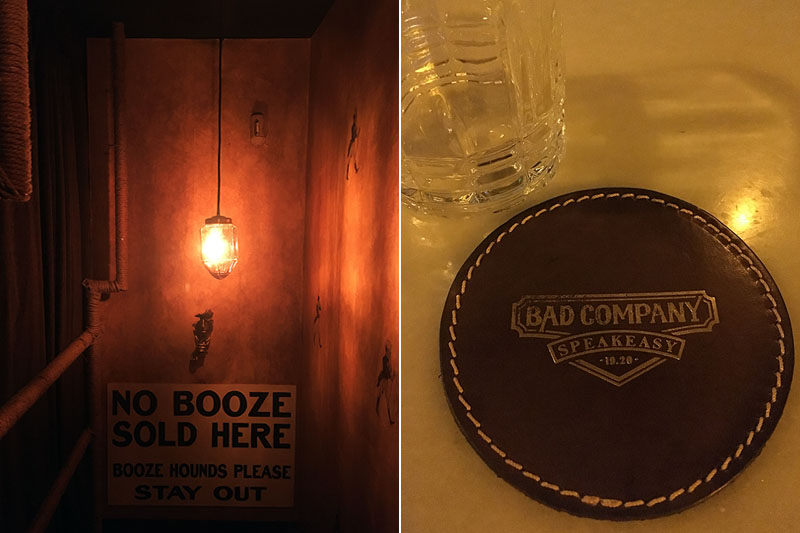 NO BOOZE
SOLD HERE
BOOZE HOUNDS PLEASE
STAY OUT
BAD COMPANY
SPEAKEASY
-19.20-